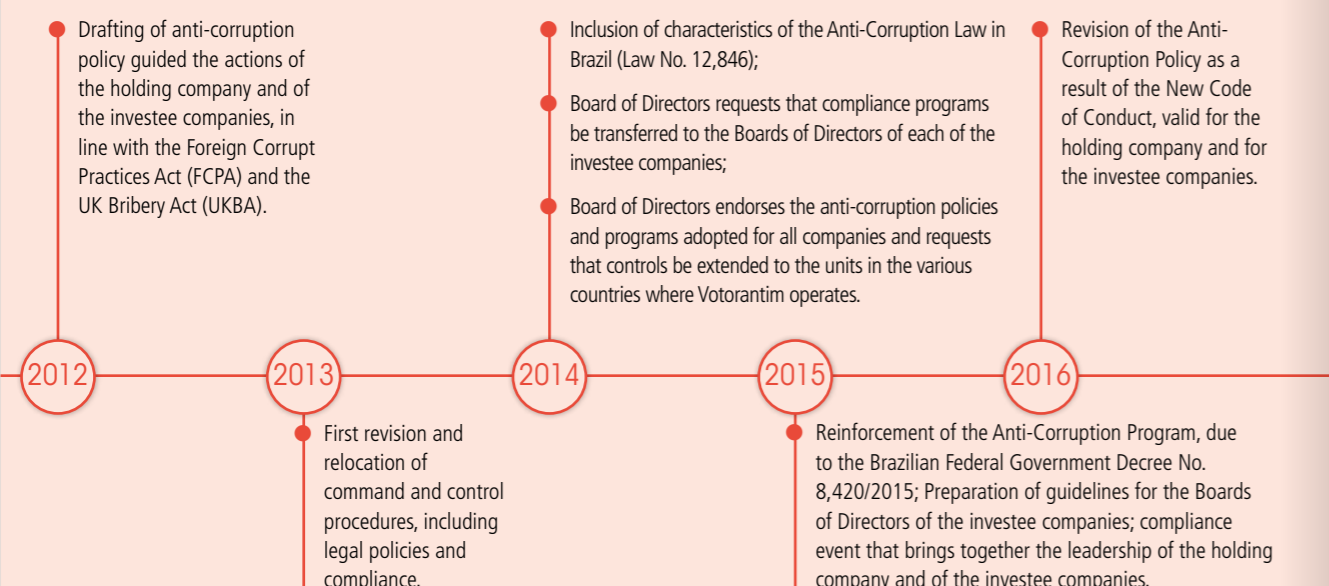 Drafting of anti-corruption
policy guided the actions of
the holding company and of
the investee companies, in
line with the Foreign Corrupt
Practices Act (FCPA) and the
UK Bribery Act (UKBA).
Inclusion of characteristics of the Anti-Corruption Law in
Brazil (Law No. 12,846);
Board of Directors requests that compliance programs
be transferred to the Boards of Directors of each of the
investee companies;
Board of Directors endorses the anti-corruption policies
and programs adopted for all companies and requests
that controls be extended to the units in the various
countries where Votorantim operates.
Revision of the Anti-
Corruption Policy as a
result of the New Code
of Conduct, valid for the
holding company and for
the investee companies.
2012
2013
2014
2015
2016
First revision and
relocation of
command and control
procedures, including
legal policies and
compliance.
Reinforcement of the Anti-Corruption Program, due
to the Brazilian Federal Government Decree No.
8,420/2015; Preparation of guidelines for the Boards
of Directors of the investee companies; compliance
event that brings together the leadership of the holding
company and of the investee companies.